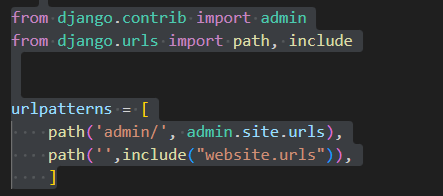 from django.contrib import admin
from django.urls import path, include
urlpatterns = [
    path('admin/', admin.site.urls),
    path('',include("website.urls")),
    ]